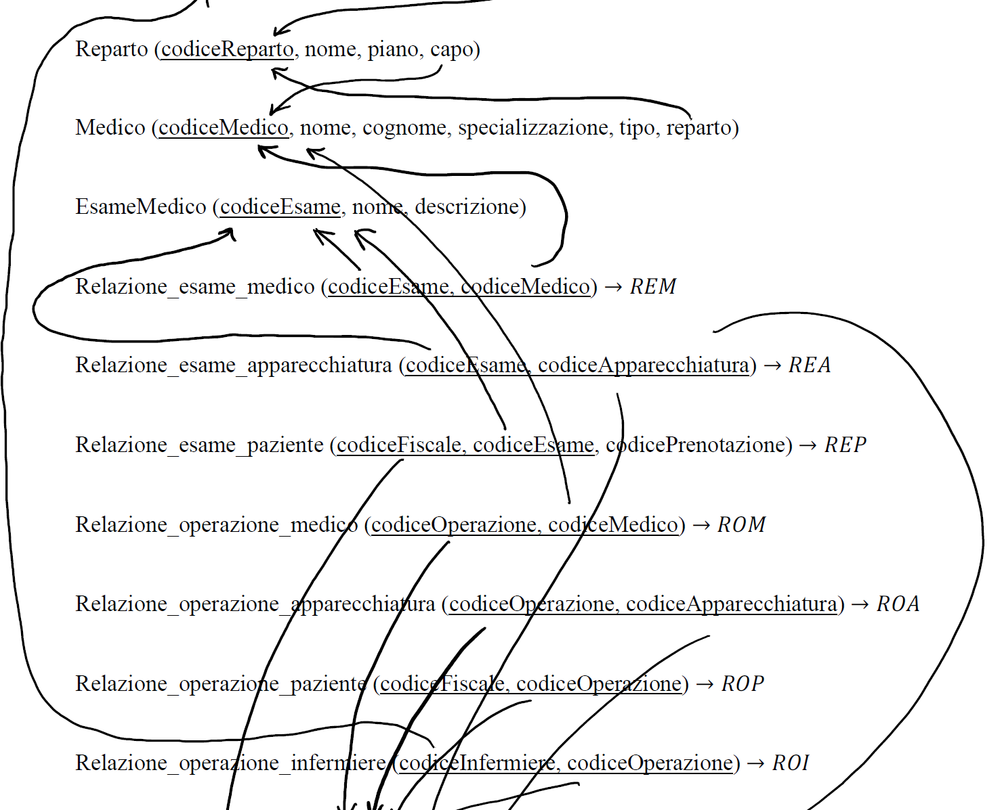 Reparto (codiceReparto, nome, piano, capo)
Medico (codiceMedico, nome, cognome, specializzazione, tipo, reparto)
EsameMedico (codiceEsame, nome, descrizione)
Relazione_esame_medico (codiceEsame, codiceMedico) → REM
Relazione_esame_apparecchiatura (codiceEsame, codiceApparecchiatura) → REA
Relazione_esame_paziente (codiceFiscale, codiceEsame, codicePrenotazione) → REP
Relazione_operazione_medico (codiceOperazione, codiceMedico) → ROM
Relazione_operazione_apparecchiatura (codiceOperazione, codiceApparecchiatura) → ROA
Relazione_operazione_paziente (codiceFiscale, codiceOperazione) → ROP
Relazione_operazione_infermiere (codiceInfermiere, codiceOperazione) → ROI